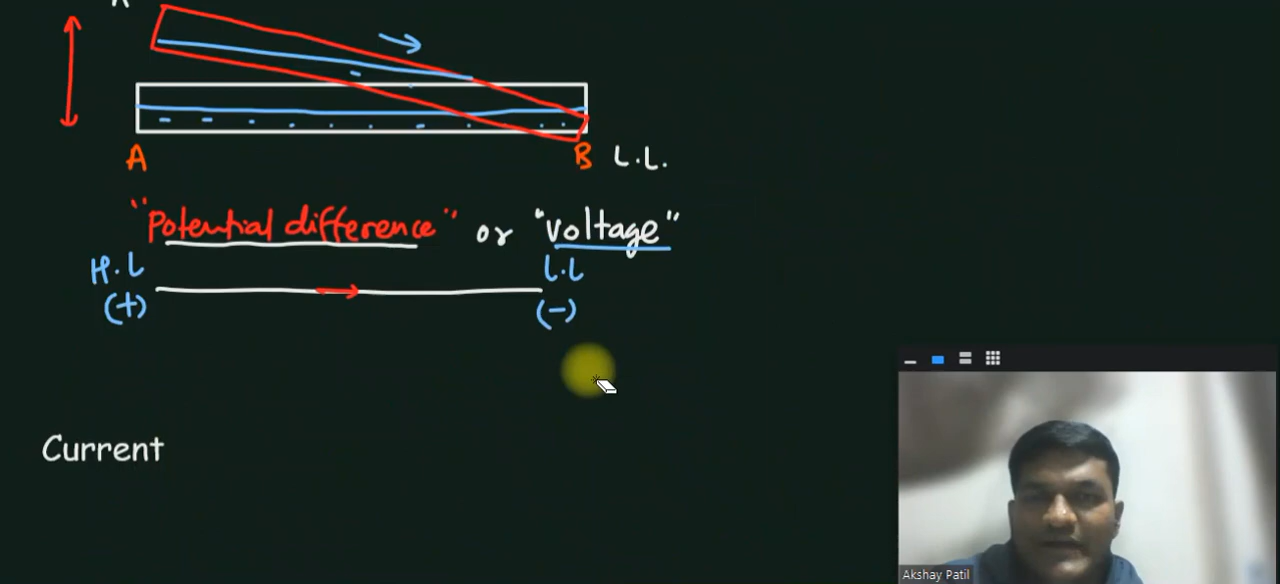 A B L.L.
"Potential difference" or "voltage"
H.L L.L
(+) (-)
Current
Akshay Patil